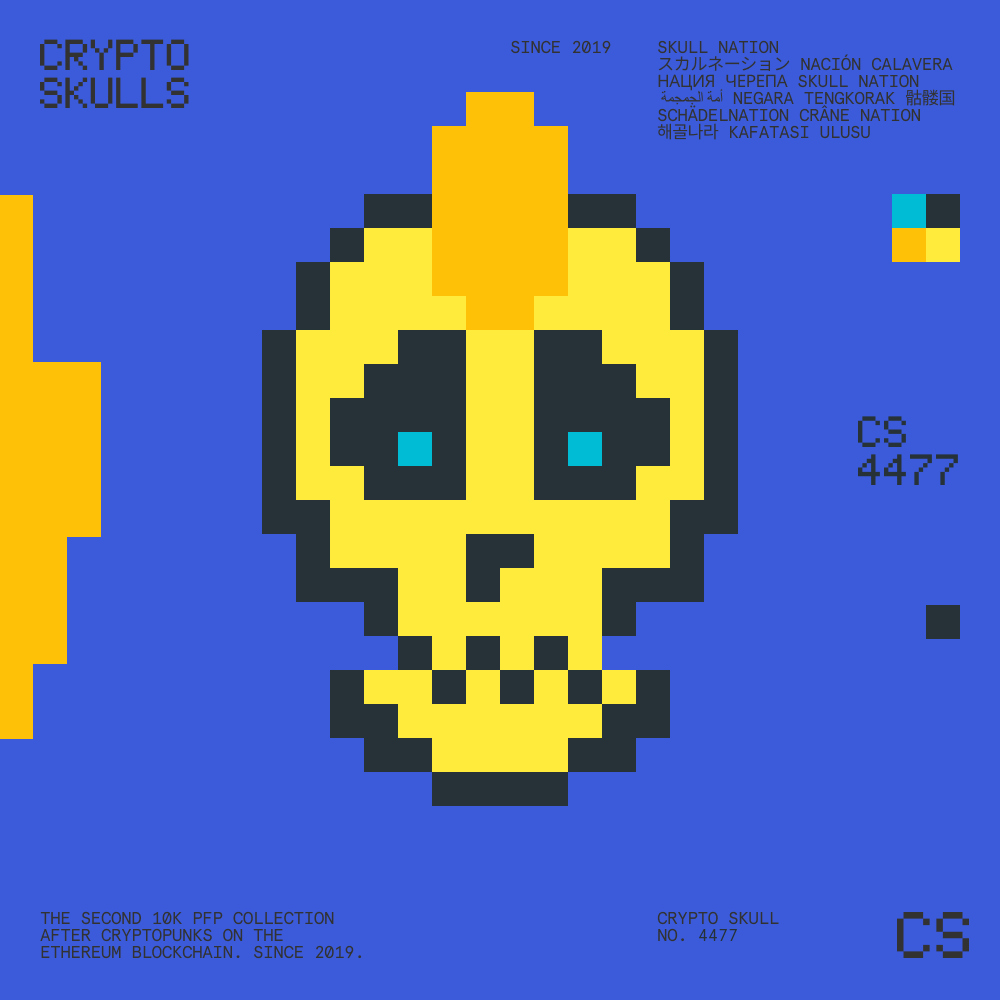 CRYPTO
SKULLS
SINCE 2019
SKULL NATION
スカルネーション NACIÓN CALAVERA
НАЦИЯ ЧЕРЕПА SKULL NATION
أمة الجمجمة NEGARA TENGKORAK 骷髅国
SCHÄDELNATION CRÂNE NATION
해골나라 KAFATASI ULUSU
CS
4477
THE SECOND 10K PFP COLLECTION
AFTER CRYPTOPUNKS ON THE
ETHEREUM BLOCKCHAIN. SINCE 2019.
CRYPTO SKULL
NO. 4477
CS